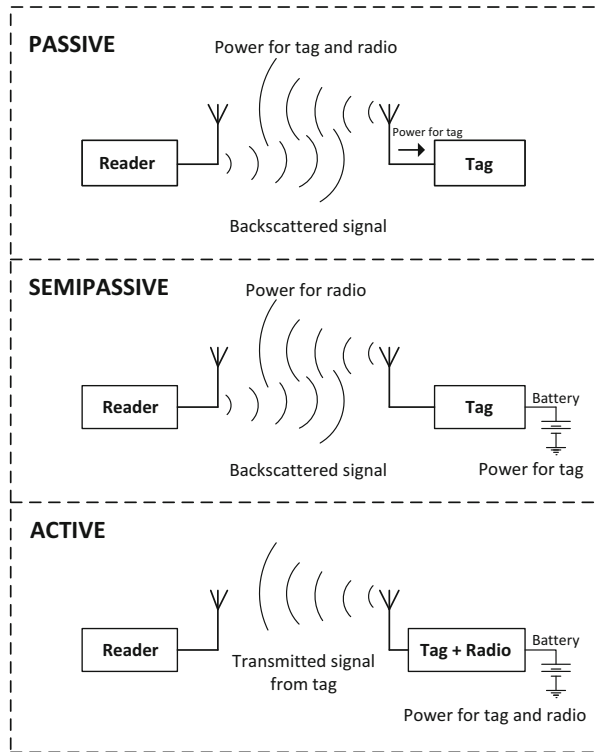 PASSIVE
Power for tag and radio
Power for tag
Reader
Tag
Backscattered signal
SEMIPASSIVE
Power for radio
Reader
Tag
Battery
Backscattered signal
Power for tag
ACTIVE
Reader
Tag + Radio
Battery
Transmitted signal
from tag
Power for tag and radio